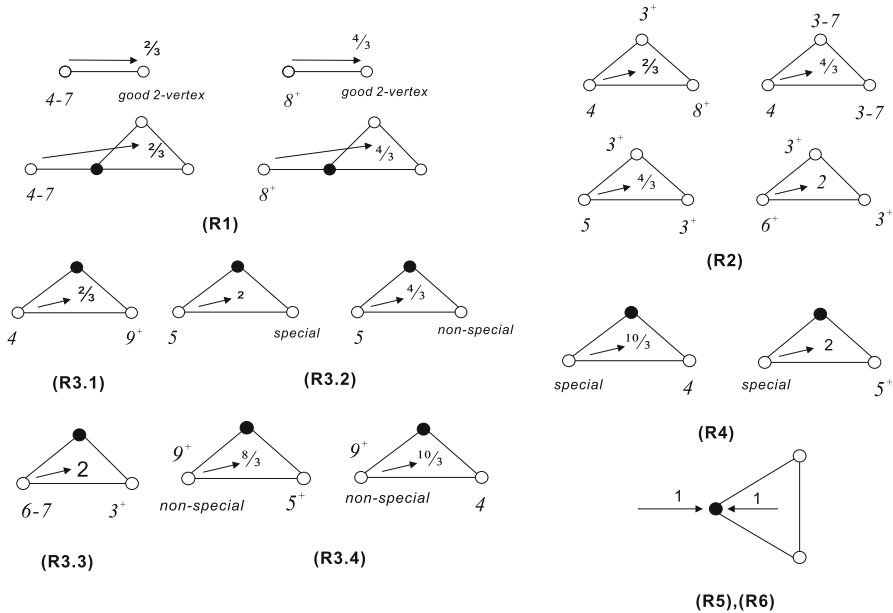 2/3
4-7
good 2-vertex
4/3
8+
good 2-vertex
2/3
4-7
4/3
8+
(R1)
3+
2/3
4
8+
3-7
4/3
4
3-7
3+
4/3
5
3+
3+
2
6+
3+
(R2)
2/3
4
9+
(R3.1)
2
5
special
4/3
5
non-special
(R3.2)
10/3
special
4
2
special
5+
(R4)
2
6-7
3+
(R3.3)
9+
8/3
non-special
5+
9+
10/3
non-special
4
(R3.4)
1
1
(R5),(R6)